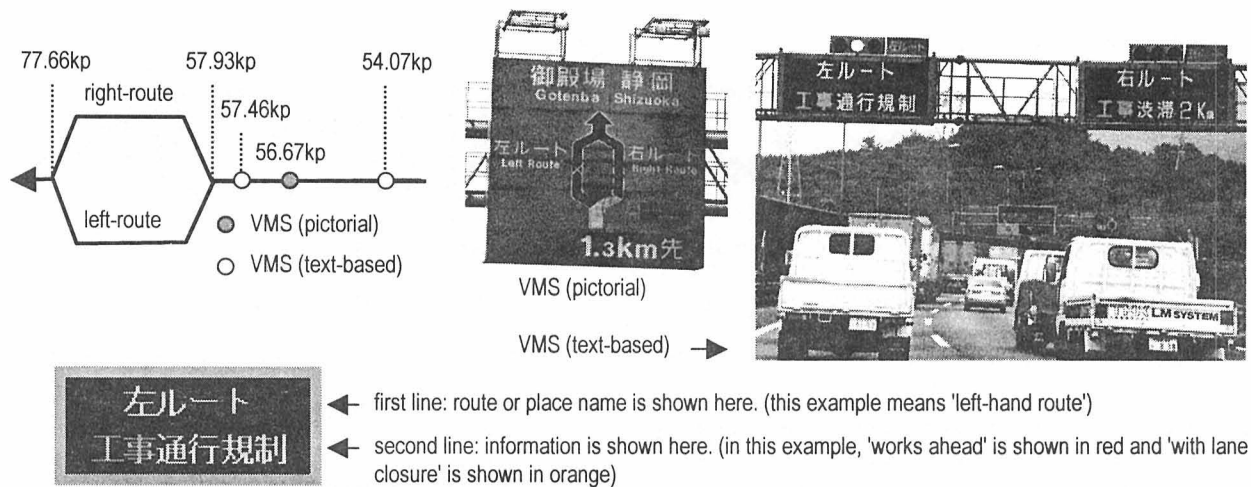 77.66kp
57.93kp
54.07kp
right-route
57.46kp
56.67kp
left-route
VMS (pictorial)
VMS (text-based)
御殿場 静岡
Gotenba Shizuoka
左ルート
Left Route
右ルート
Right Route
1.3km先
VMS (pictorial)
VMS (text-based)
左ルート
工事通行規制
右ルート
工事渋滞2Km
LM SYSTEM
左ルート
工事通行規制
first line: route or place name is shown here. (this example means 'left-hand route')
second line: information is shown here. (in this example, 'works ahead' is shown in red and 'with lane
closure' is shown in orange)